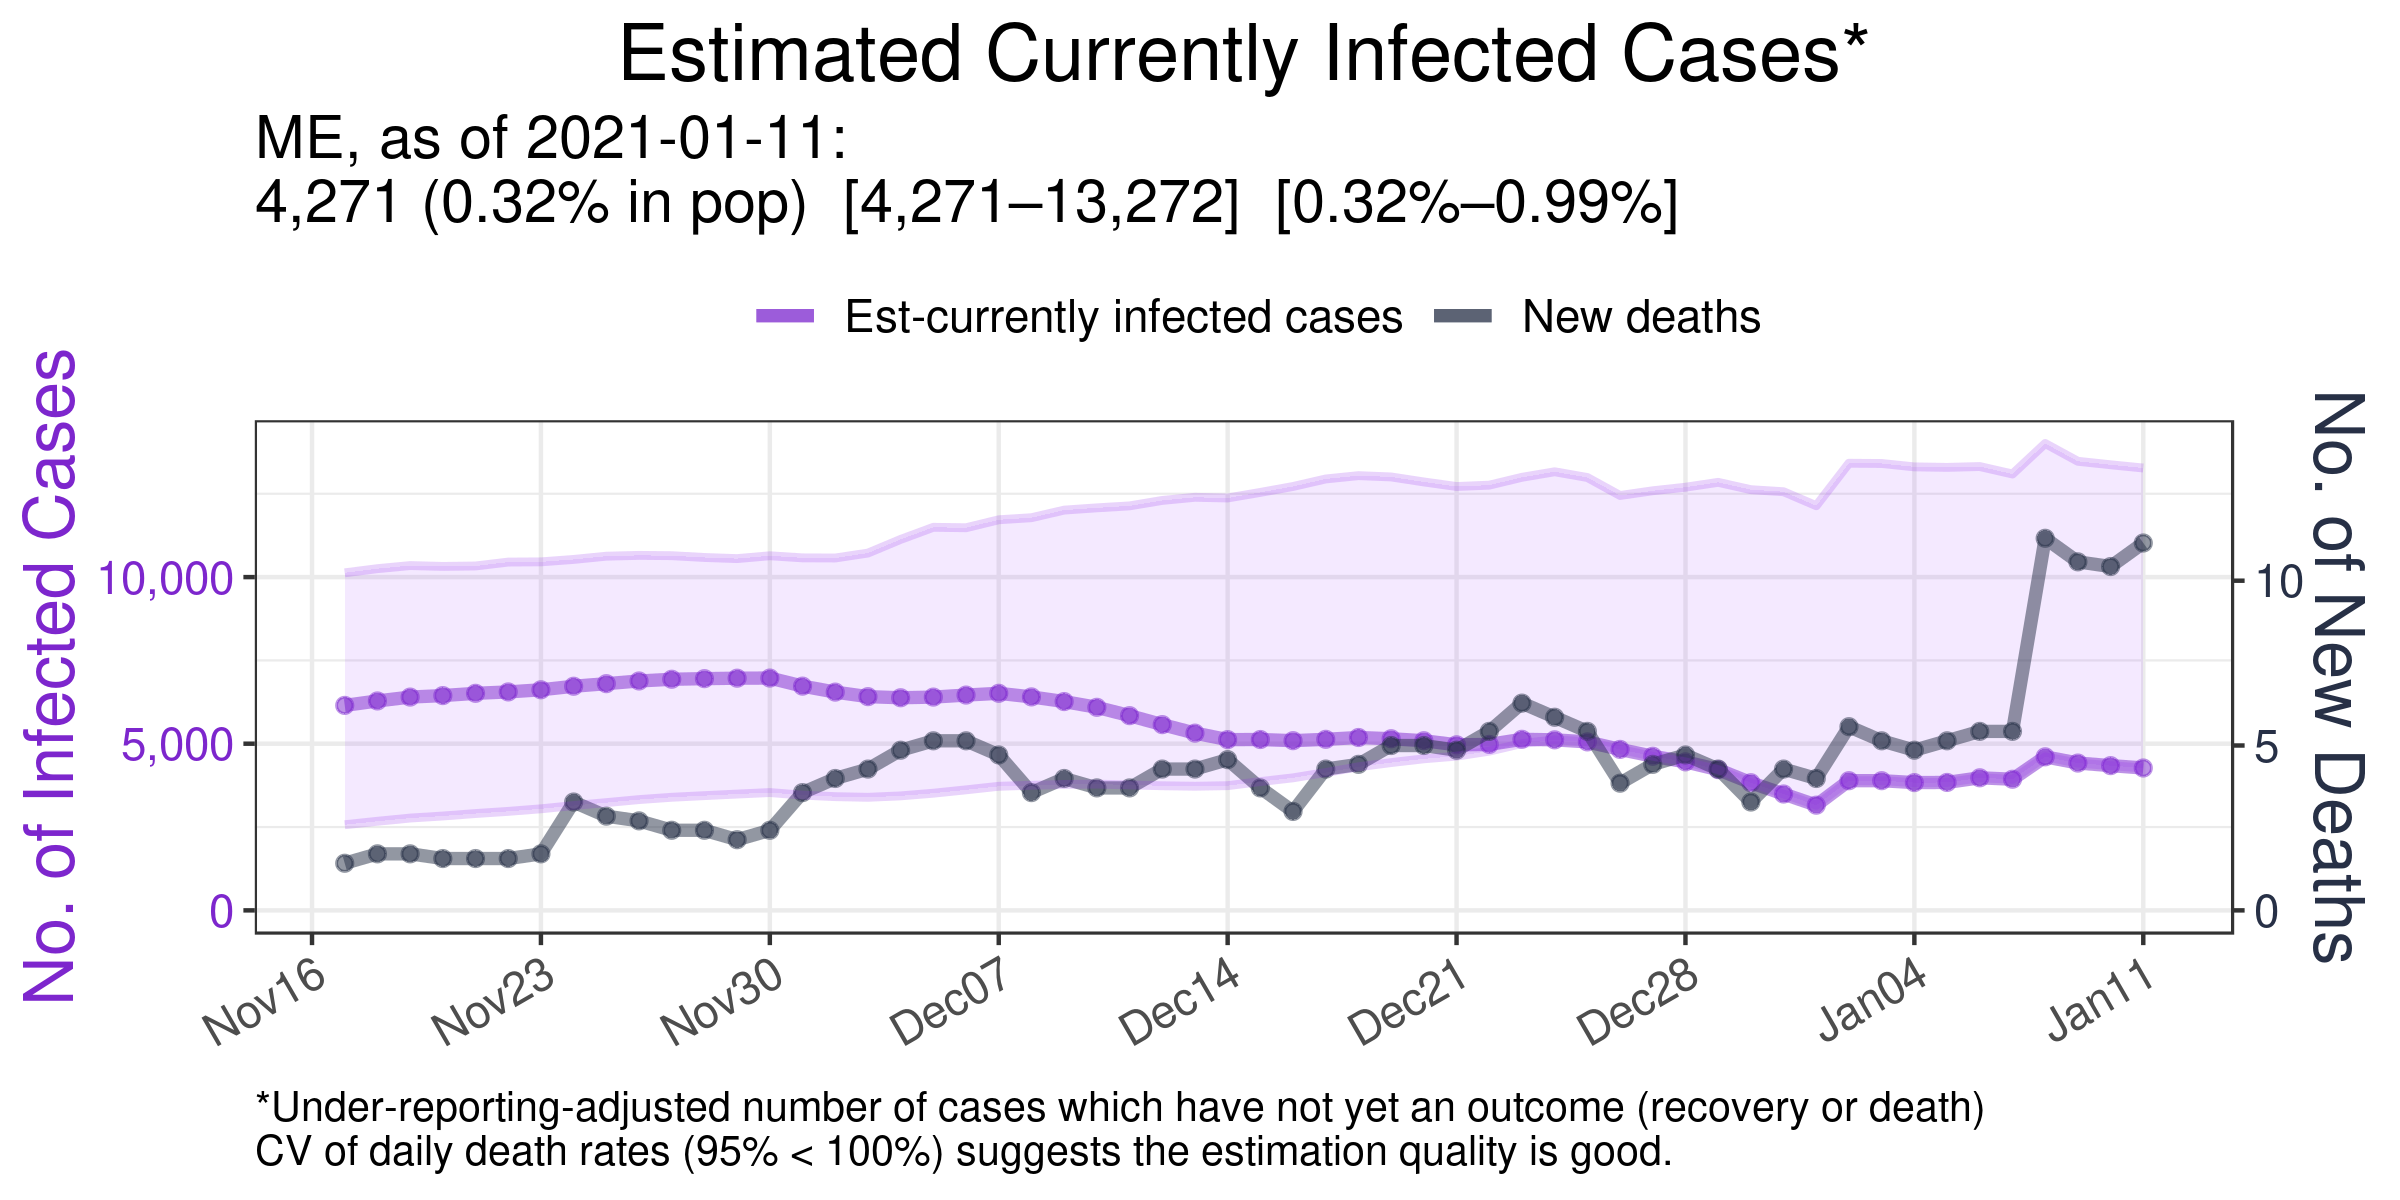 Estimated Currently Infected Cases*
ME, as of 2021-01-11:
4,271 (0.32% in pop)  [4,271–13,272]  [0.32%–0.99%]
Est-currently infected cases
New deaths
No. of Infected Cases
10,000
5,000
0
No. of New Deaths
10
5
0
Nov16
Nov23
Nov30
Dec07
Dec14
Dec21
Dec28
Jan04
Jan11
*Under-reporting-adjusted number of cases which have not yet an outcome (recovery or death)
CV of daily death rates (95% < 100%) suggests the estimation quality is good.